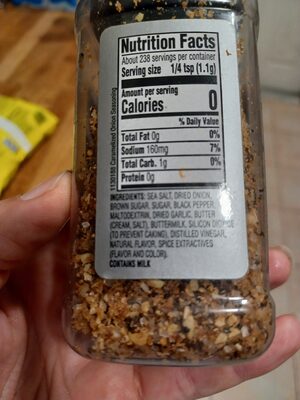 Nutrition Facts
About 238 servings per container
Serving size 1/4 tsp (1.1g)
Amount per serving
Calories 0
% Daily Value
Total Fat 0g 0%
Sodium 160mg 7%
Total Carb. 1g 0%
Protein 0g
INGREDIENTS: SEA SALT, DRIED ONION,
BROWN SUGAR, SUGAR, BLACK PEPPER,
MALTODEXTRIN, DRIED GARLIC, BUTTER
(CREAM, SALT), BUTTERMILK, SILICON DIOXIDE
(TO PREVENT CAKING), DISTILLED VINEGAR,
NATURAL FLAVOR, SPICE EXTRACTIVES
(FLAVOR AND COLOR).
CONTAINS MILK
Caramelized Onion Seasoning